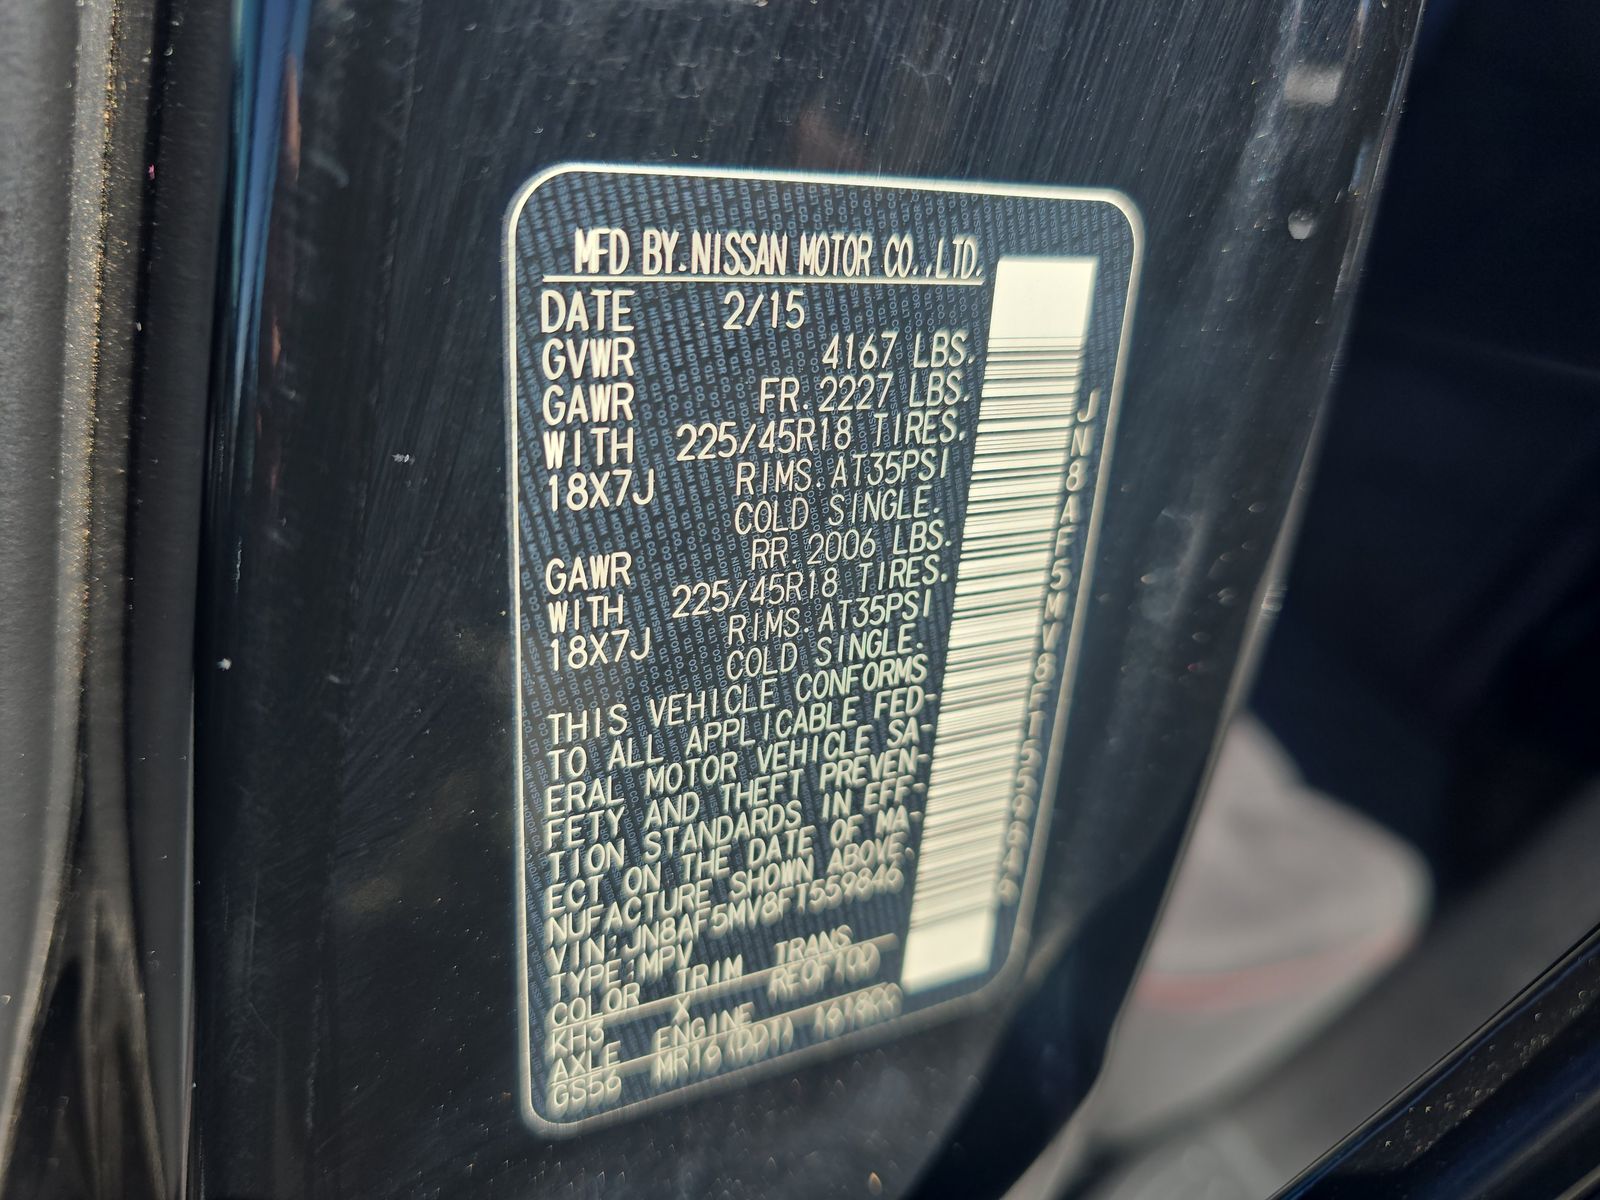 MFD BY NISSAN MOTOR CO.,LTD.
DATE 2/15
GVWR 4167 LBS.
GAWR FR. 2227 LBS.
WITH 225/45R18 TIRES.
18X7J RIMS. AT35PSI
COLD SINGLE.
GAWR RR. 2006 LBS.
WITH 225/45R18 TIRES.
18X7J RIMS. AT35PSI
COLD SINGLE.
THIS VEHICLE CONFORMS
TO ALL APPLICABLE FED-
ERAL MOTOR VEHICLE SA-
FETY AND THEFT PREVEN-
TION STANDARDS IN EFF-
ECT ON THE DATE OF MA-
NUFACTURE SHOWN ABOVE.
VIN:JN8AF5MV8FT559846
TYPE:MPV
COLOR TRIM TRANS
KH3 X RE0F10D
AXLE ENGINE
GS56 MR16(DDT) 1618CC
JN8AF5MV8FT559846